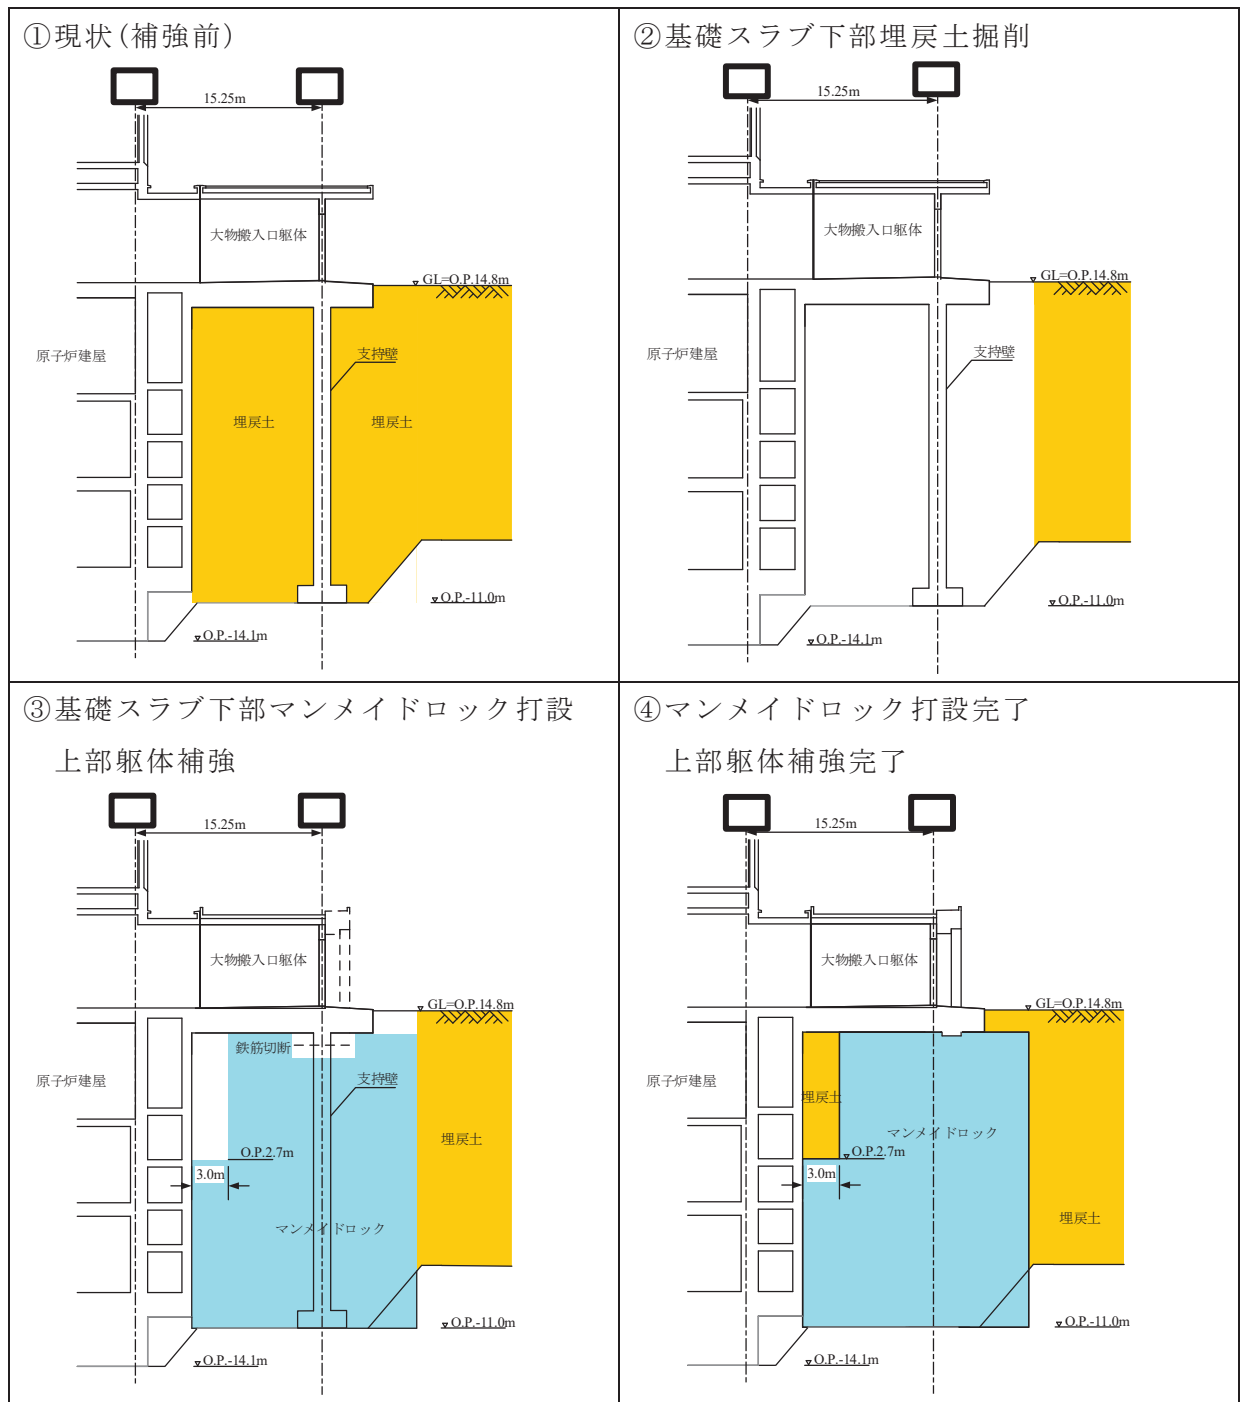 ①現状(補強前)
15.25m
大物搬入口躯体
GL=O.P.14.8m
原子炉建屋
支持壁
埋戻土
埋戻土
O.P.-11.0m
O.P.-14.1m
②基礎スラブ下部埋戻土掘削
15.25m
大物搬入口躯体
GL=O.P.14.8m
原子炉建屋
支持壁
O.P.-11.0m
O.P.-14.1m
③基礎スラブ下部マンメイドロック打設
上部躯体補強
15.25m
大物搬入口躯体
GL=O.P.14.8m
鉄筋切断
原子炉建屋
支持壁
埋戻土
O.P.2.7m
3.0m
マンメイドロック
O.P.-11.0m
O.P.-14.1m
④マンメイドロック打設完了
上部躯体補強完了
15.25m
大物搬入口躯体
GL=O.P.14.8m
原子炉建屋
埋戻土
マンメイドロック
O.P.2.7m
3.0m
埋戻土
O.P.-11.0m
O.P.-14.1m